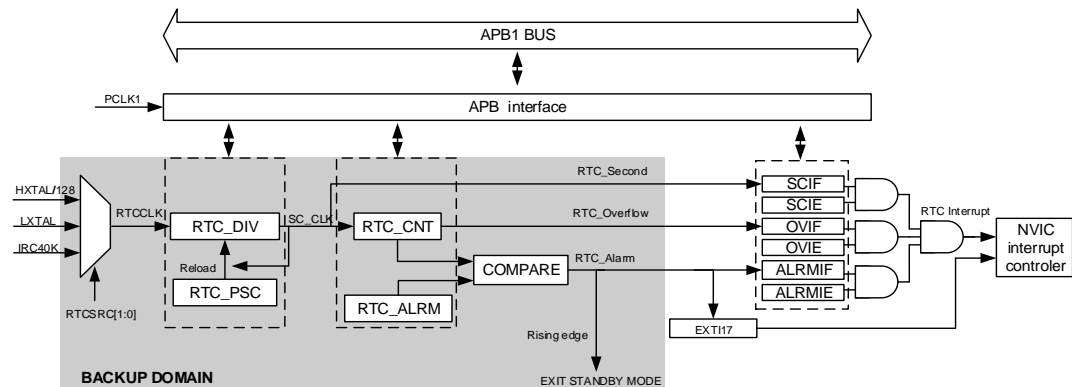 APB1 BUS
PCLK1
APB interface
HXTAL/128
LXTAL
IRC40K
RTCSRC[1:0]
RTCCLK
RTC_DIV
Reload
RTC_PSC
SC_CLK
RTC_CNT
RTC_ALRM
COMPARE
RTC_Second
RTC_Overflow
RTC_Alarm
Rising edge
EXIT STANDBY MODE
BACKUP DOMAIN
SCIF
SCIE
OVIF
OVIE
ALRMIF
ALRMIE
EXTI17
RTC Interrupt
NVIC
interrupt
controler